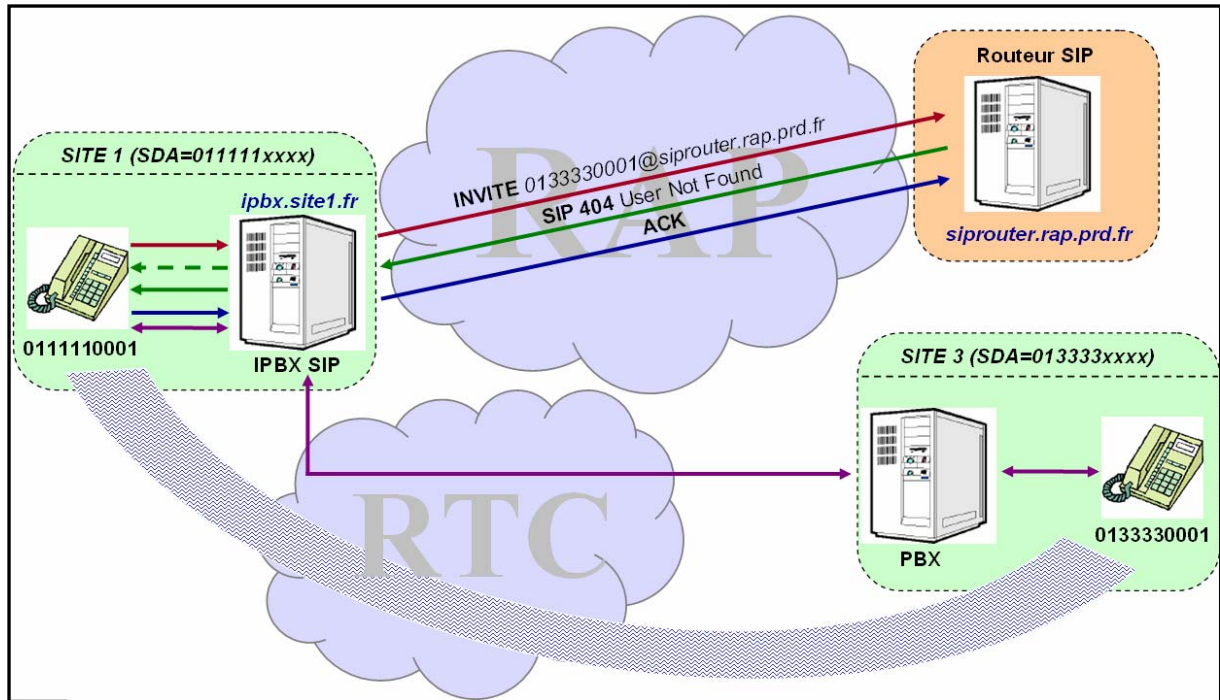 Routeur SIP
siprouter.rap.prd.fr
SITE 1 (SDA=011111xxxx)
ipbx.site1.fr
0111110001
IPBX SIP
RAP
INVITE 0133330001@siprouter.rap.prd.fr
SIP 404 User Not Found
ACK
SITE 3 (SDA=013333xxxx)
PBX
0133330001
RTC